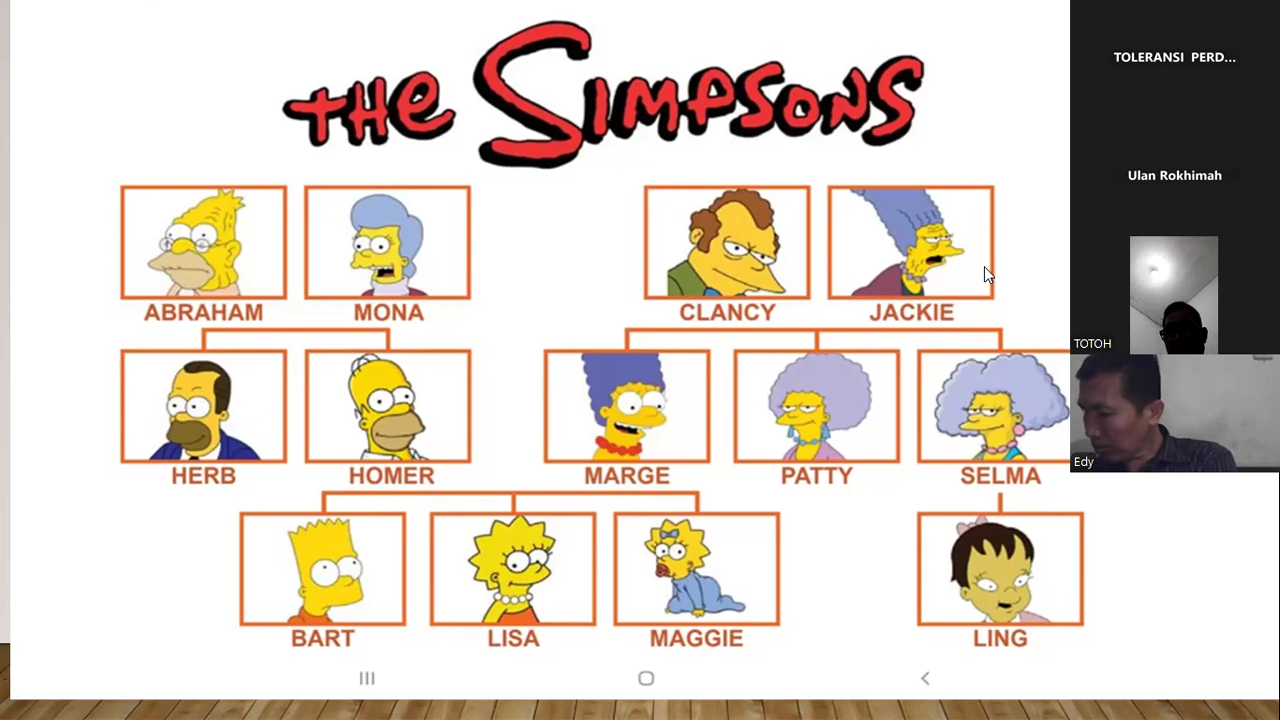 THE SIMPSONS
ABRAHAM MONA CLANCY JACKIE
HERB HOMER MARGE PATTY SELMA
BART LISA MAGGIE LING
TOLERANSI PERD...
Ulan Rokhimah
TOTOH
Edy